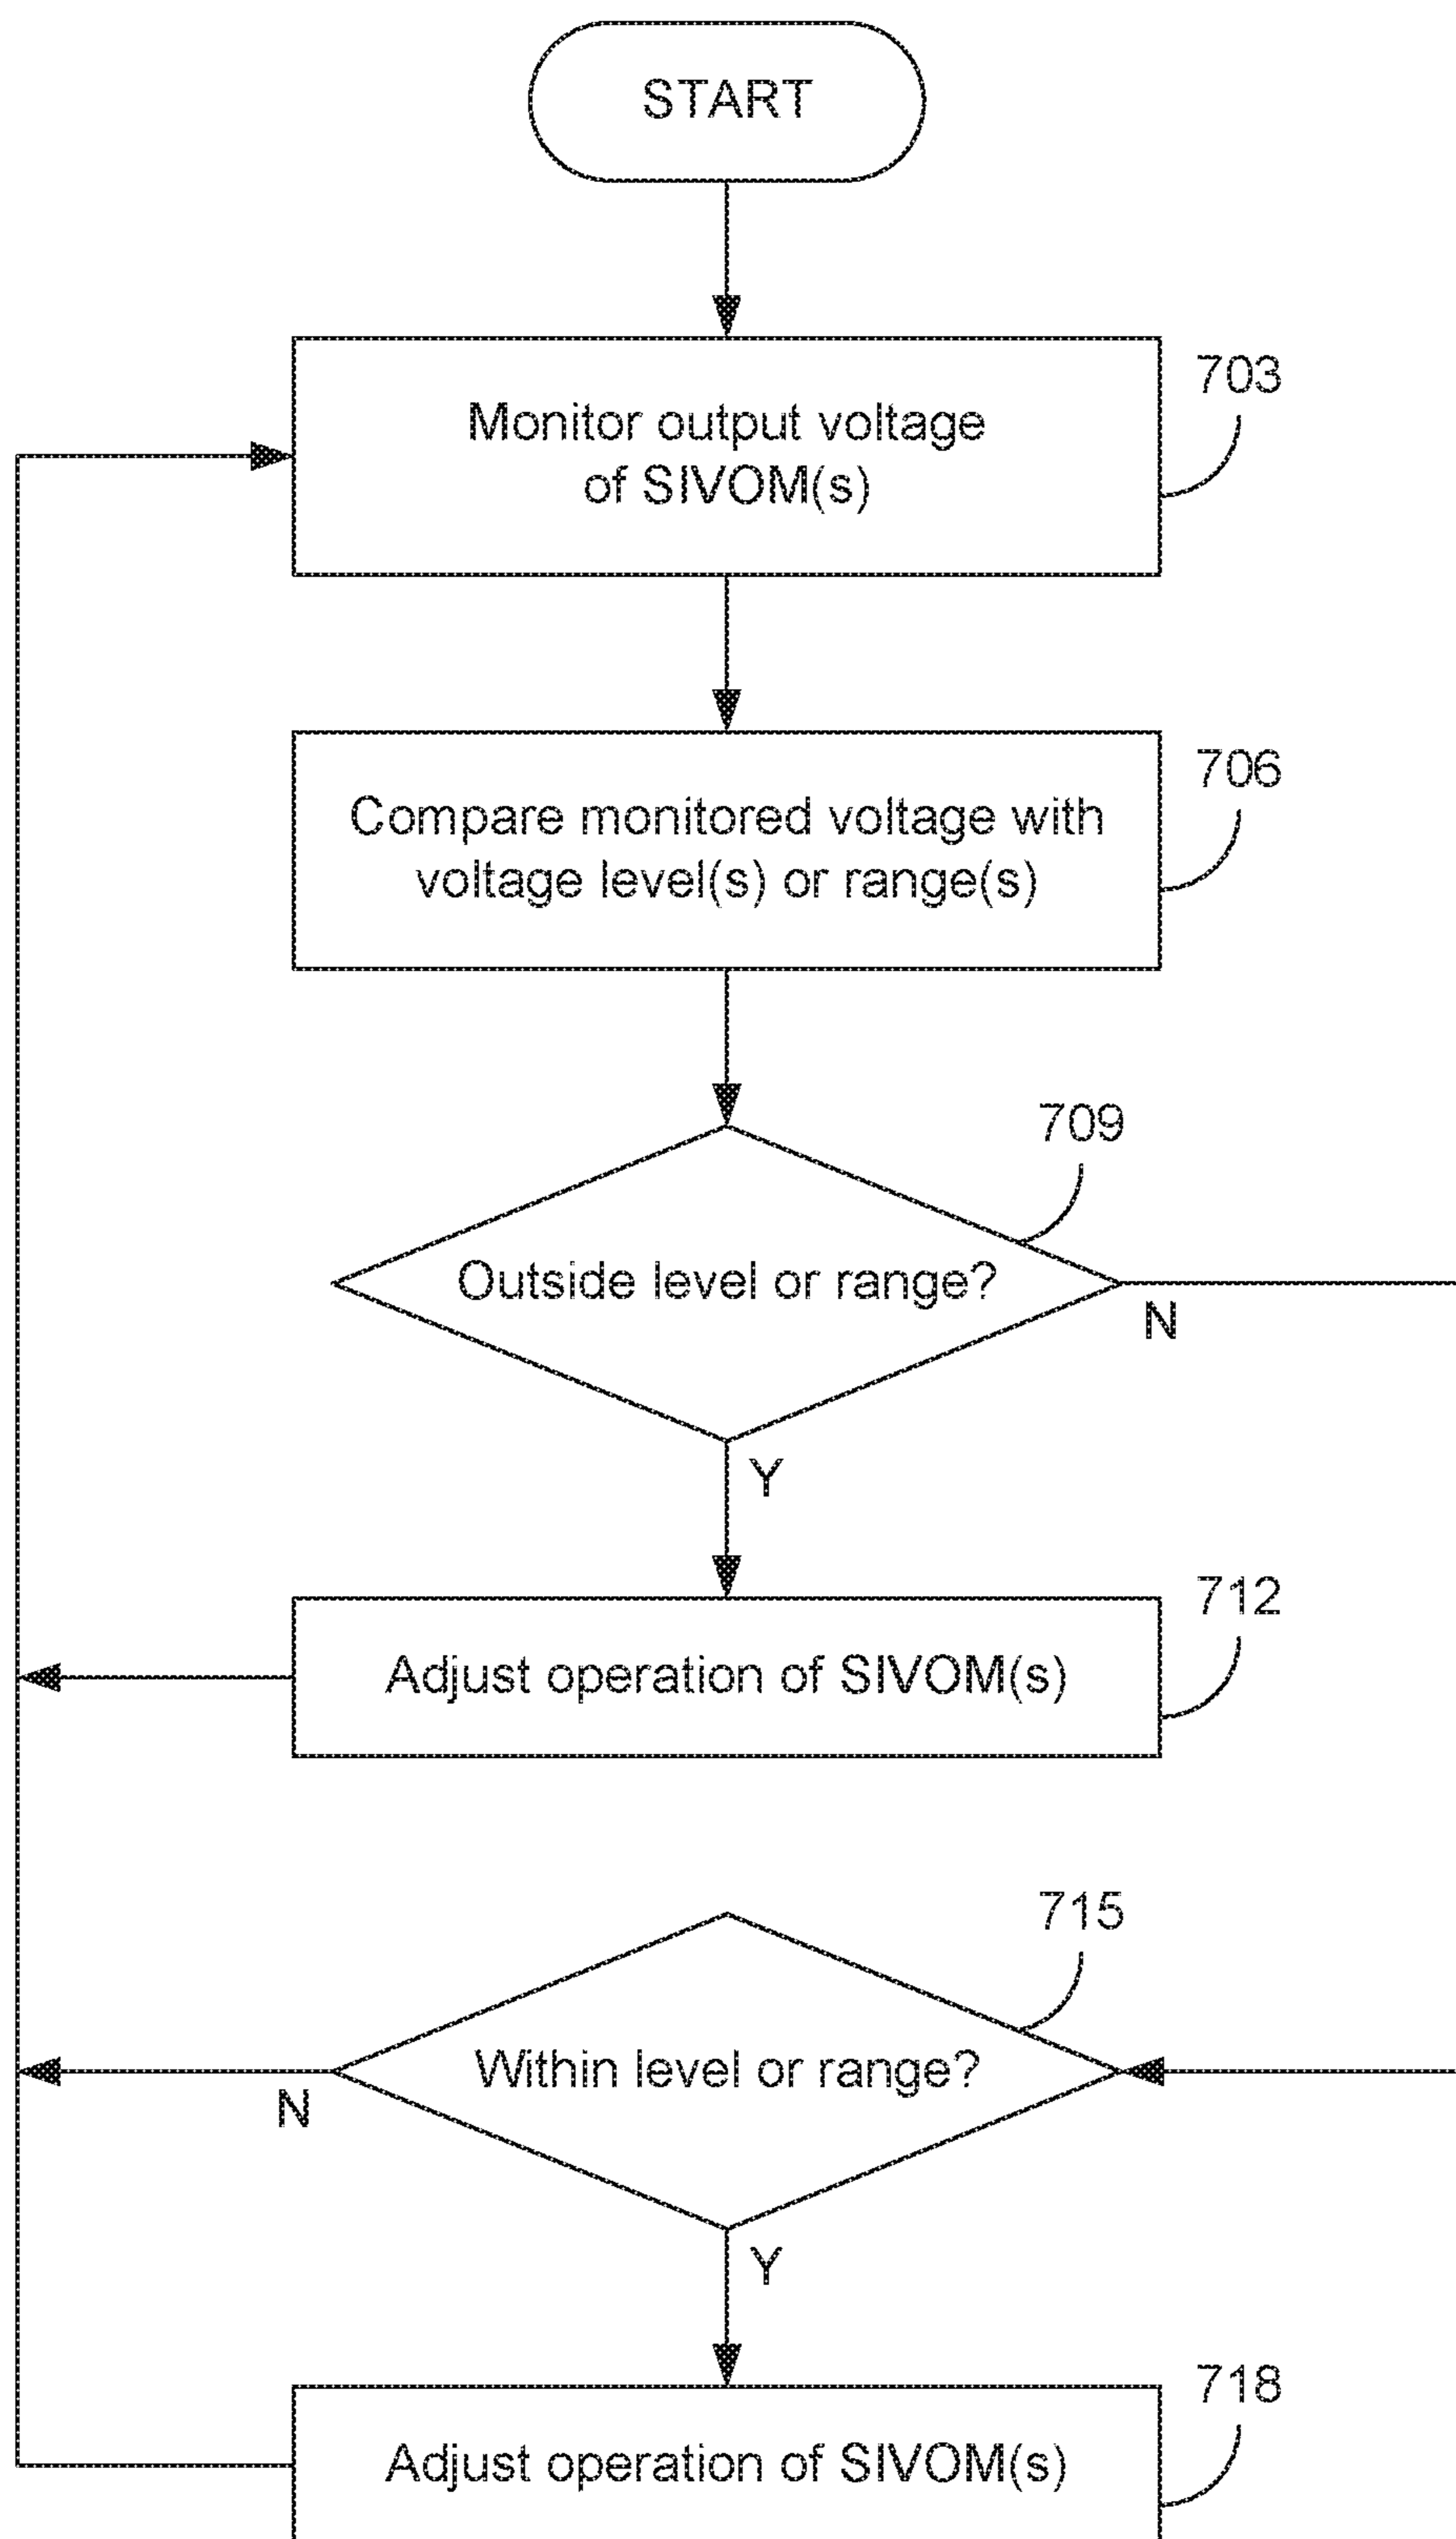 START
703
Monitor output voltage
of SIVOM(s)
706
Compare monitored voltage with
voltage level(s) or range(s)
709
Outside level or range?
N
Y
712
Adjust operation of SIVOM(s)
715
Within level or range?
N
Y
718
Adjust operation of SIVOM(s)